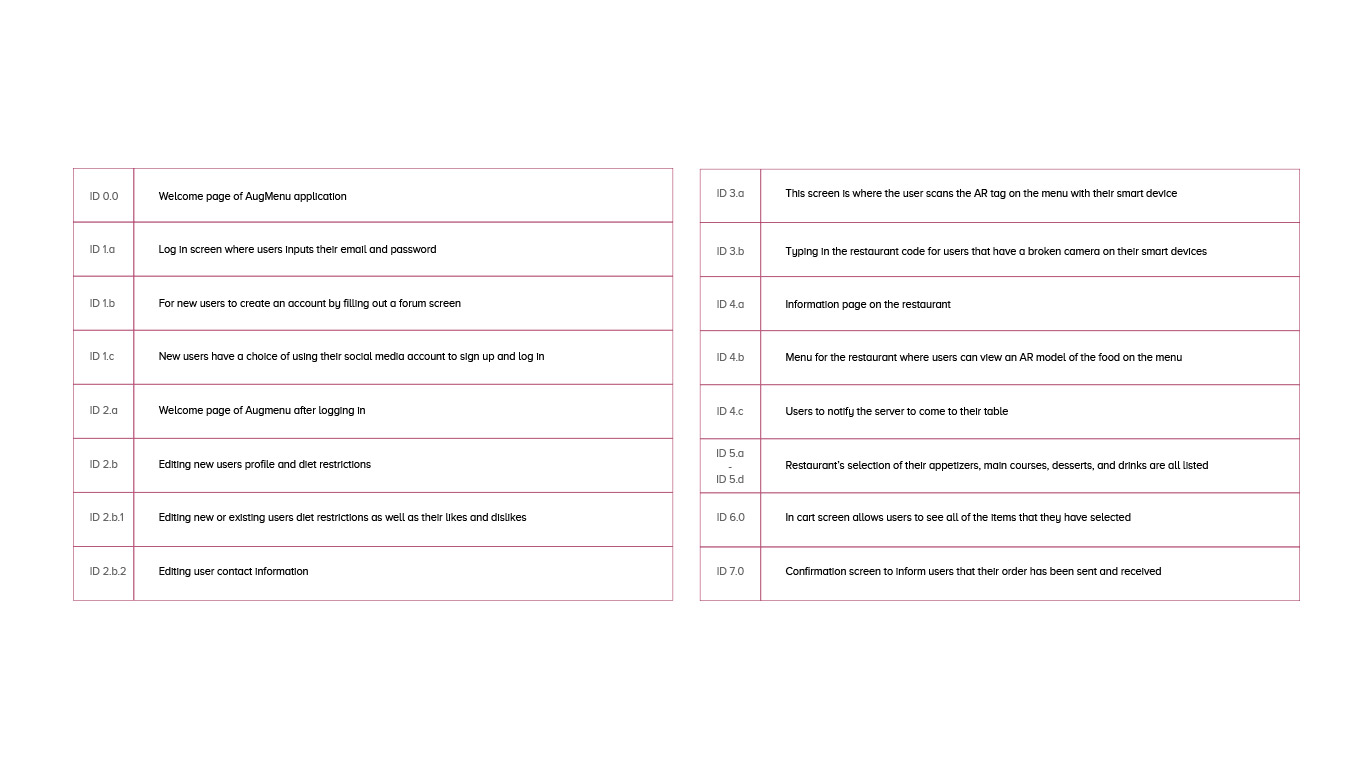 ID 0.0 Welcome page of AugMenu application
ID 1.a Log in screen where users inputs their email and password
ID 1.b For new users to create an account by filling out a forum screen
ID 1.c New users have a choice of using their social media account to sign up and log in
ID 2.a Welcome page of Augmenu after logging in
ID 2.b Editing new users profile and diet restrictions
ID 2.b.1 Editing new or existing users diet restrictions as well as their likes and dislikes
ID 2.b.2 Editing user contact information
ID 3.a This screen is where the user scans the AR tag on the menu with their smart device
ID 3.b Typing in the restaurant code for users that have a broken camera on their smart devices
ID 4.a Information page on the restaurant
ID 4.b Menu for the restaurant where users can view an AR model of the food on the menu
ID 4.c Users to notify the server to come to their table
ID 5.a
-
ID 5.d
Restaurant's selection of their appetizers, main courses, desserts, and drinks are all listed
ID 6.0 In cart screen allows users to see all of the items that they have selected
ID 7.0 Confirmation screen to inform users that their order has been sent and received